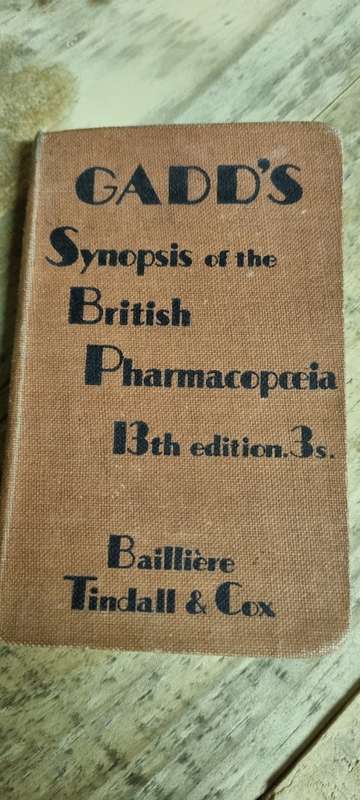 GADD'S
Synopsis of the
British
Pharmacopœia
13th edition. 3s.
Baillière
Tindall & Cox